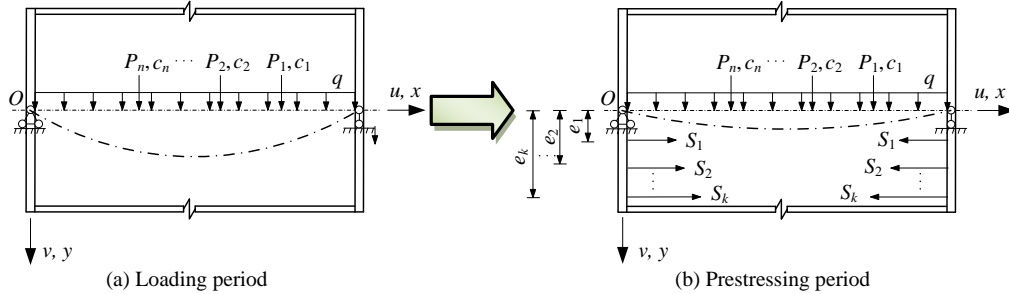 P_n, c_n ··· P_2, c_2 P_1, c_1
q
O
u, x
v, y
(a) Loading period
P_n, c_n ··· P_2, c_2 P_1, c_1
q
O
u, x
e_k ··· e_2 e_1
S_1 S_1
S_2 S_2
S_k S_k
v, y
(b) Prestressing period